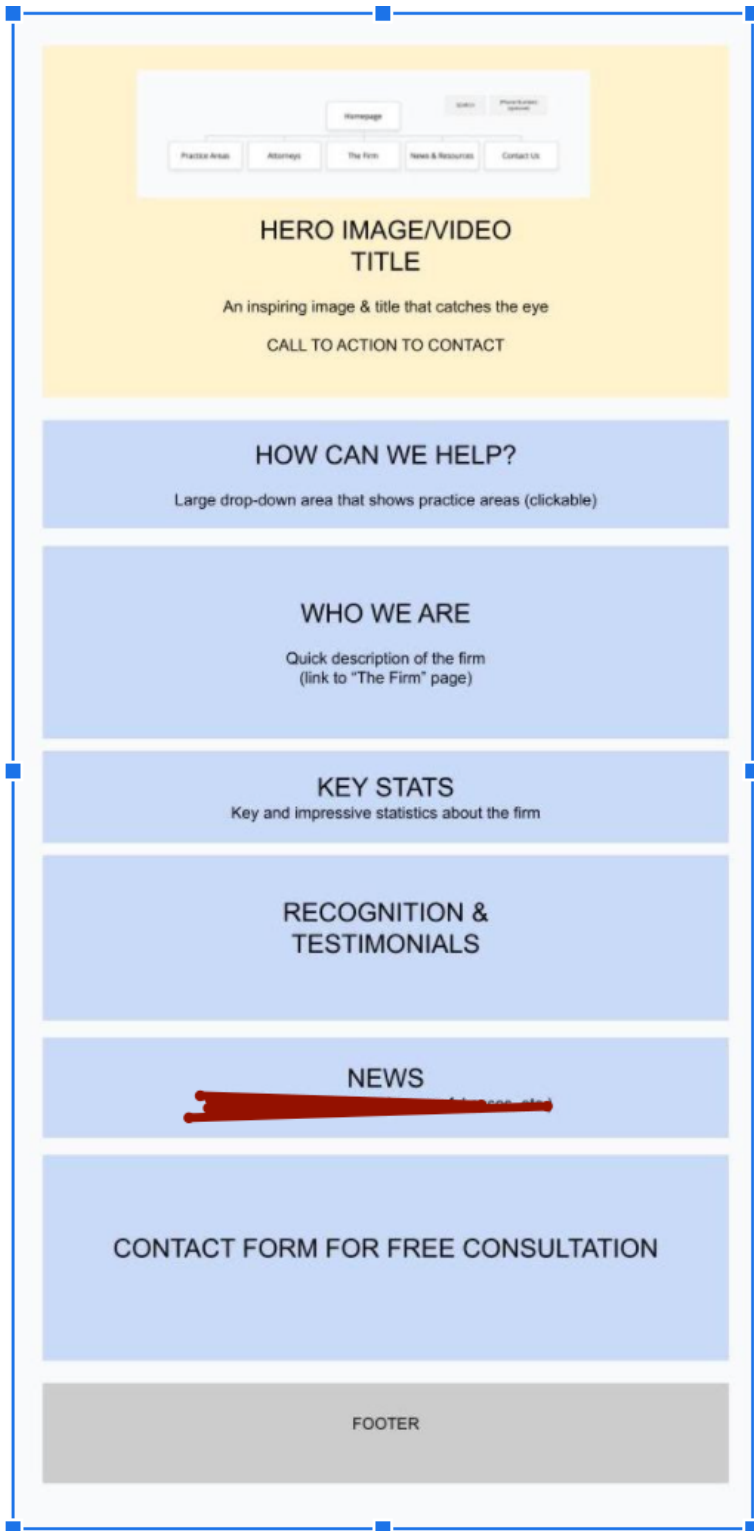 Homepage
SEARCH
(Phone Number)
(optional)
Practice Areas
Attorneys
The Firm
News & Resources
Contact Us
HERO IMAGE/VIDEO
TITLE
An inspiring image & title that catches the eye
CALL TO ACTION TO CONTACT
HOW CAN WE HELP?
Large drop-down area that shows practice areas (clickable)
WHO WE ARE
Quick description of the firm
(link to “The Firm” page)
KEY STATS
Key and impressive statistics about the firm
RECOGNITION &
TESTIMONIALS
NEWS
CONTACT FORM FOR FREE CONSULTATION
FOOTER